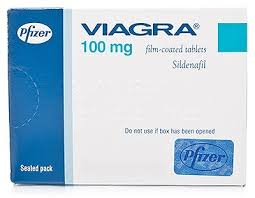 Pfizer
VIAGRA®
100 mg
film-coated tablets
Sildenafil
Do not use if box has been opened
Sealed pack
Pfizer